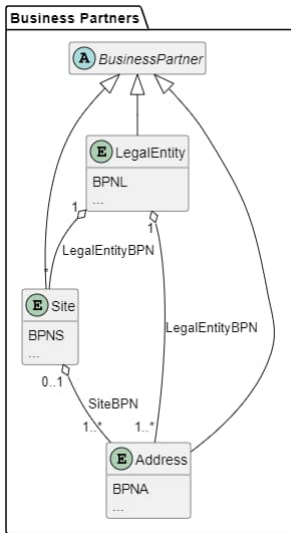 Business Partners
A BusinessPartner
E LegalEntity
BPNL
...
1
1
LegalEntityBPN
*
E Site
BPNS
...
LegalEntityBPN
0..1
SiteBPN
1..*
1..*
E Address
BPNA
...